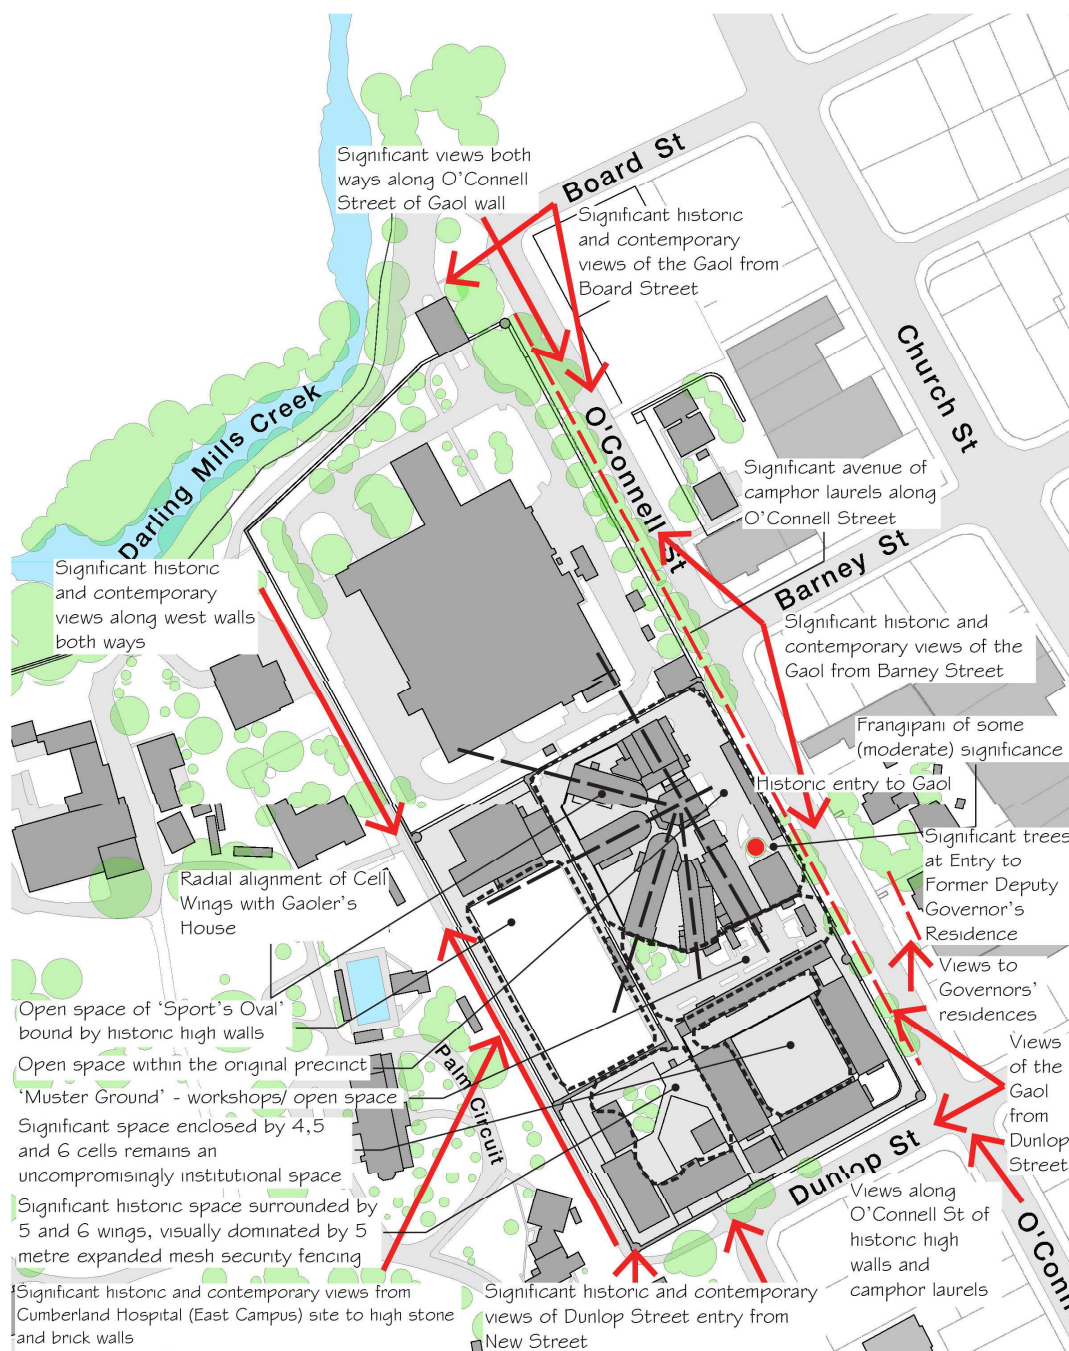 Significant views both
ways along O'Connell
Street of Gaol wall
Board St
Significant historic
and contemporary
views of the Gaol from
Board Street
Church St
Darling Mills Creek
O'Connell St
Significant avenue of
camphor laurels along
O'Connell Street
Barney St
Significant historic
and contemporary
views along west walls
both ways
Significant historic and
contemporary views of the
Gaol from Barney Street
Frangipani of some
(moderate) significance
Historic entry to Gaol
Significant trees
at Entry to
Former Deputy
Governor's
Residence
Radial alignment of Cell
Wings with Gaoler's
House
Views to
Governors'
residences
Open space of 'Sport's Oval'
bound by historic high walls
Open space within the original precinct
'Muster Ground' - workshops/ open space
Significant space enclosed by 4,5
and 6 cells remains an
uncompromisingly institutional space
Significant historic space surrounded by
5 and 6 wings, visually dominated by 5
metre expanded mesh security fencing
Palm Circuit
Views
of the
Gaol
from
Dunlop
Street
Dunlop St
Views along
O'Connell St of
historic high
walls and
camphor laurels
O'Conn
Significant historic and contemporary views from
Cumberland Hospital (East Campus) site to high stone
and brick walls
Significant historic and contemporary
views of Dunlop Street entry from
New Street